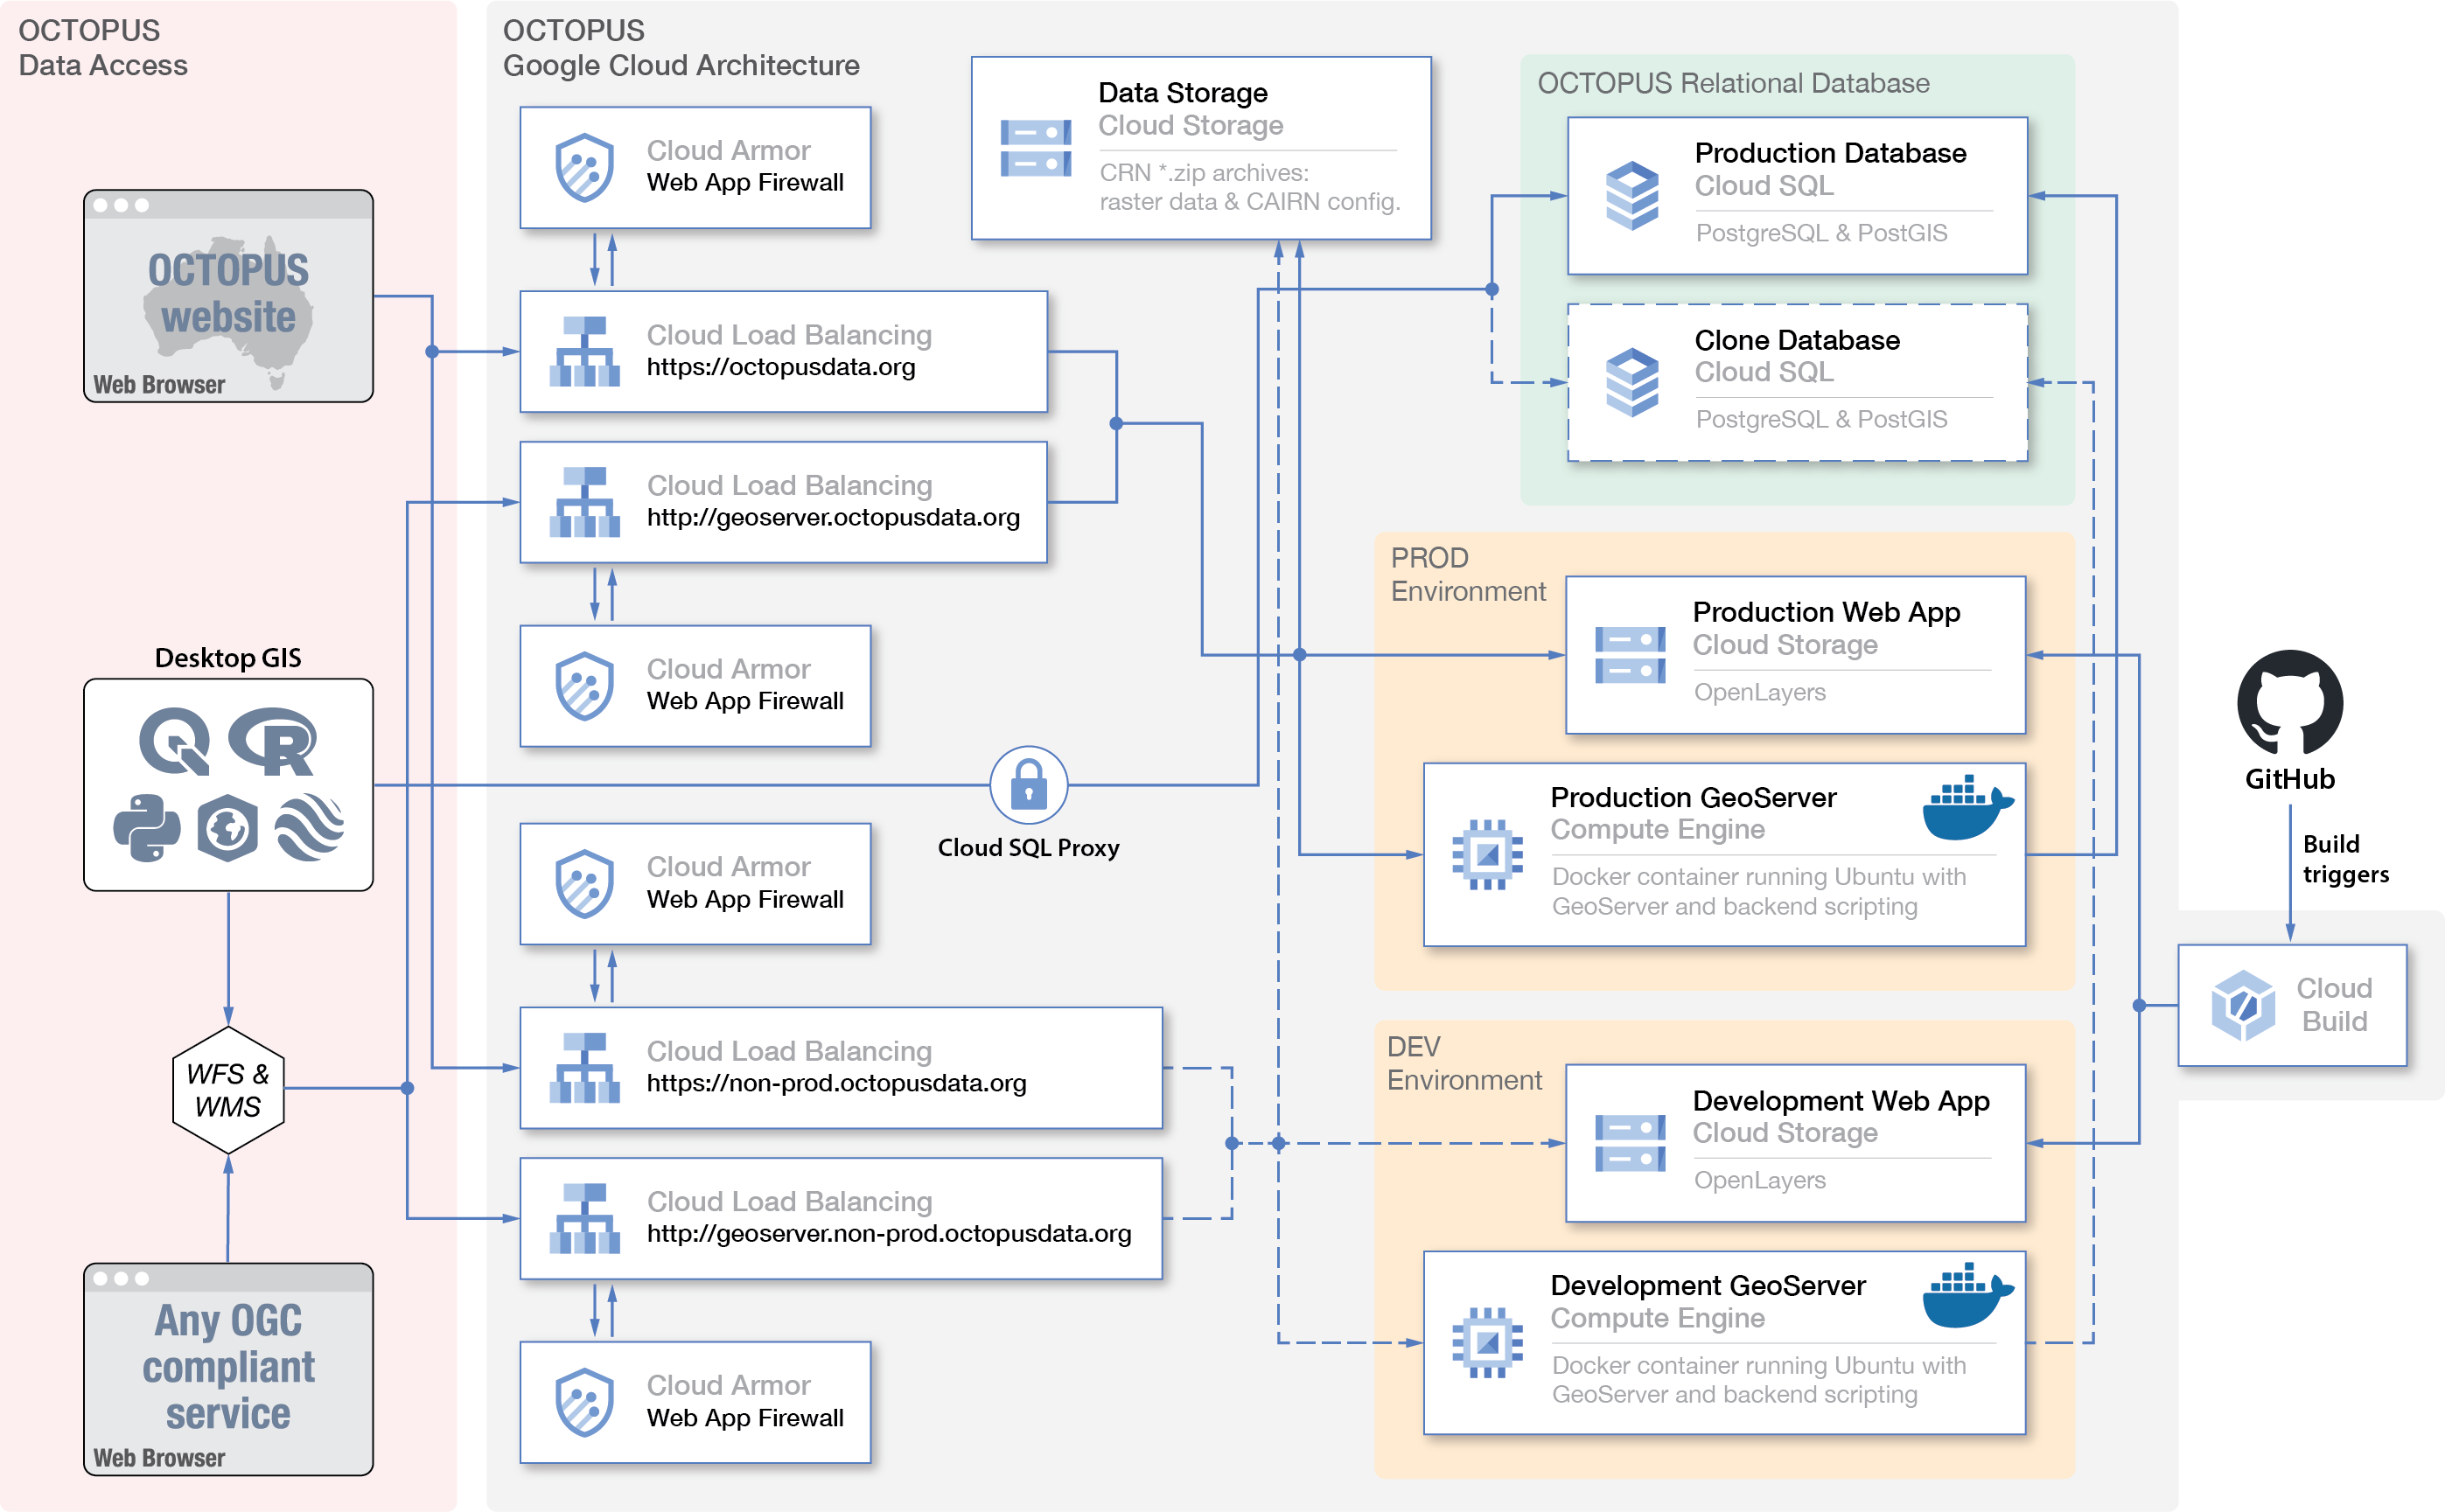 OCTOPUS
Data Access
OCTOPUS
website
Web Browser
Desktop GIS
R
WFS &
WMS
Any OGC
compliant
service
Web Browser
OCTOPUS
Google Cloud Architecture
Cloud Armor
Web App Firewall
Cloud Load Balancing
https://octopusdata.org
Cloud Load Balancing
http://geoserver.octopusdata.org
Cloud Armor
Web App Firewall
Cloud SQL Proxy
Cloud Armor
Web App Firewall
Cloud Load Balancing
https://non-prod.octopusdata.org
Cloud Load Balancing
http://geoserver.non-prod.octopusdata.org
Cloud Armor
Web App Firewall
Data Storage
Cloud Storage
CRN *.zip archives:
raster data & CAIRN config.
OCTOPUS Relational Database
Production Database
Cloud SQL
PostgreSQL & PostGIS
Clone Database
Cloud SQL
PostgreSQL & PostGIS
PROD
Environment
Production Web App
Cloud Storage
OpenLayers
Production GeoServer
Compute Engine
Docker container running Ubuntu with
GeoServer and backend scripting
DEV
Environment
Development Web App
Cloud Storage
OpenLayers
Development GeoServer
Compute Engine
Docker container running Ubuntu with
GeoServer and backend scripting
GitHub
Build
triggers
Cloud
Build